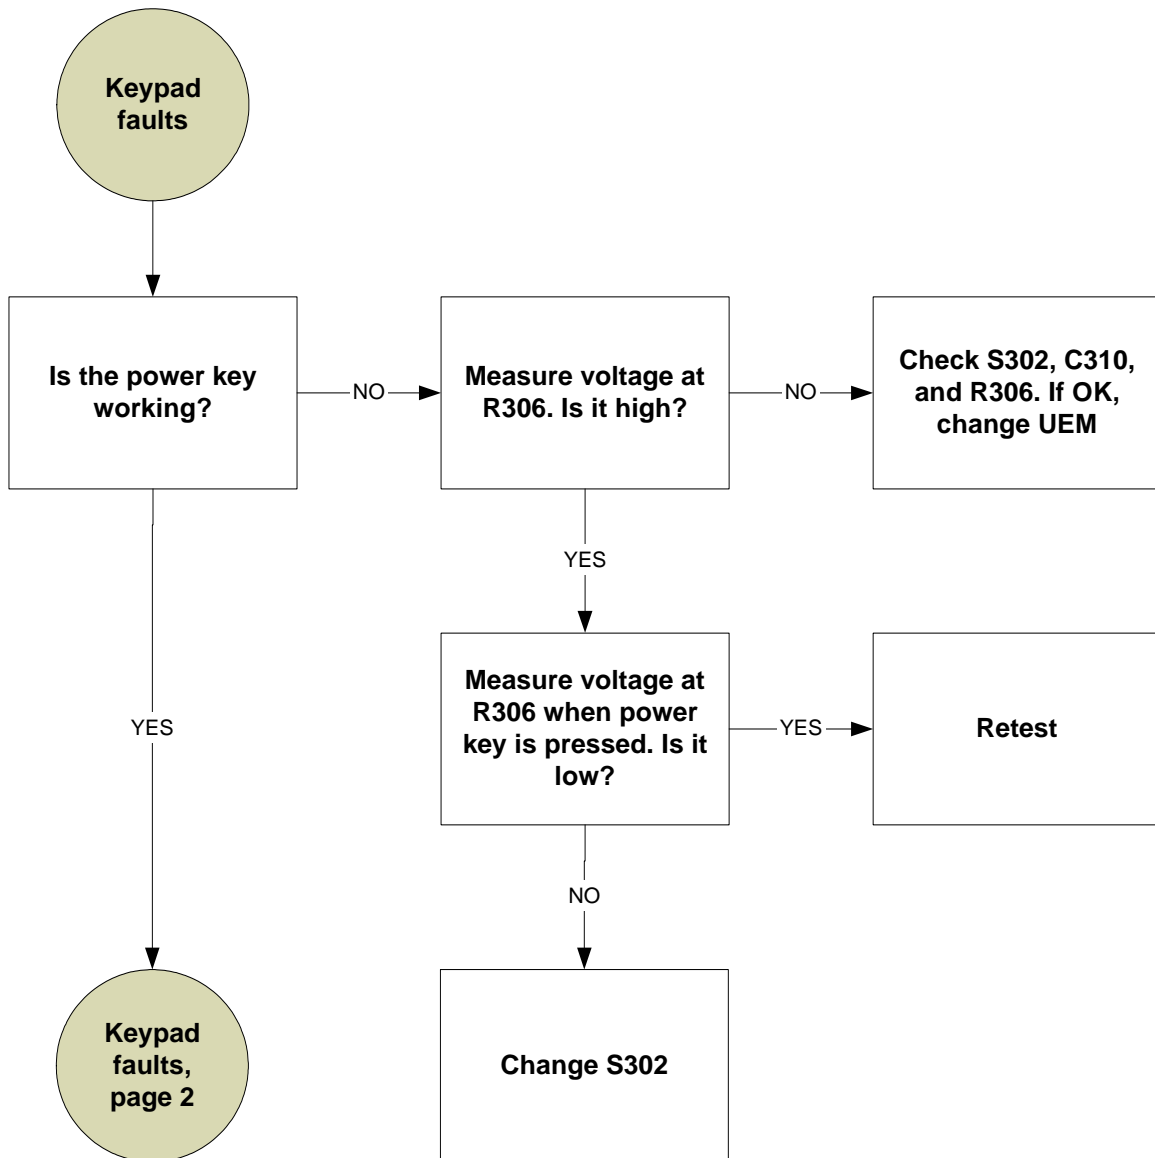 Keypad
faults
Is the power key
working?
NO
Measure voltage at
R306. Is it high?
NO
Check S302, C310,
and R306. If OK,
change UEM
YES
Measure voltage at
R306 when power
key is pressed. Is it
low?
YES
Retest
YES
NO
Keypad
faults,
page 2
Change S302